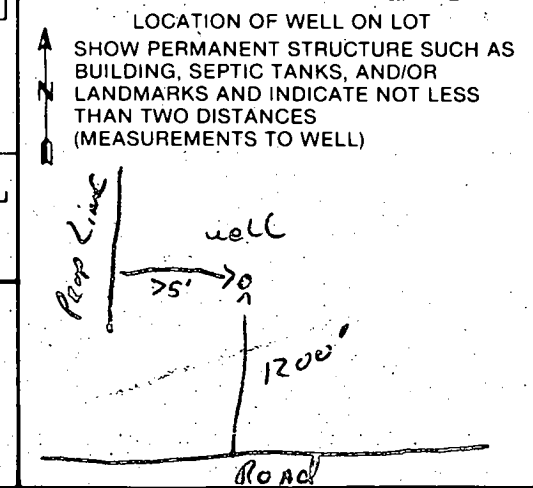 LOCATION OF WELL ON LOT
SHOW PERMANENT STRUCTURE SUCH AS
BUILDING, SEPTIC TANKS, AND/OR
LANDMARKS AND INDICATE NOT LESS
THAN TWO DISTANCES
(MEASUREMENTS TO WELL)
N
Prop Line
well
>5'
1200'
ROAD